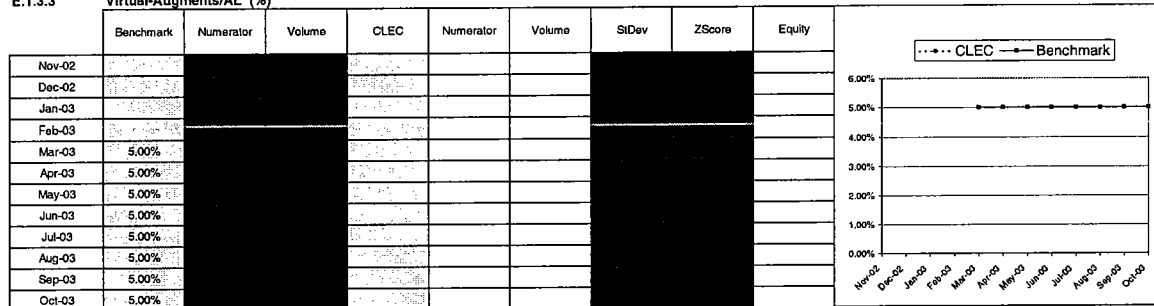 E.1.3.3 Virtual-Augments/AL (%)
Benchmark Numerator Volume CLEC Numerator Volume StDev ZScore Equity
Nov-02
Dec-02
Jan-03
Feb-03
Mar-03 5.00%
Apr-03 5.00%
May-03 5.00%
Jun-03 5.00%
Jul-03 5.00%
Aug-03 5.00%
Sep-03 5.00%
Oct-03 5.00%
CLEC Benchmark
6.00%
5.00%
4.00%
3.00%
2.00%
1.00%
0.00%
Nov-02 Dec-02 Jan-03 Feb-03 Mar-03 Apr-03 May-03 Jun-03 Jul-03 Aug-03 Sep-03 Oct-03